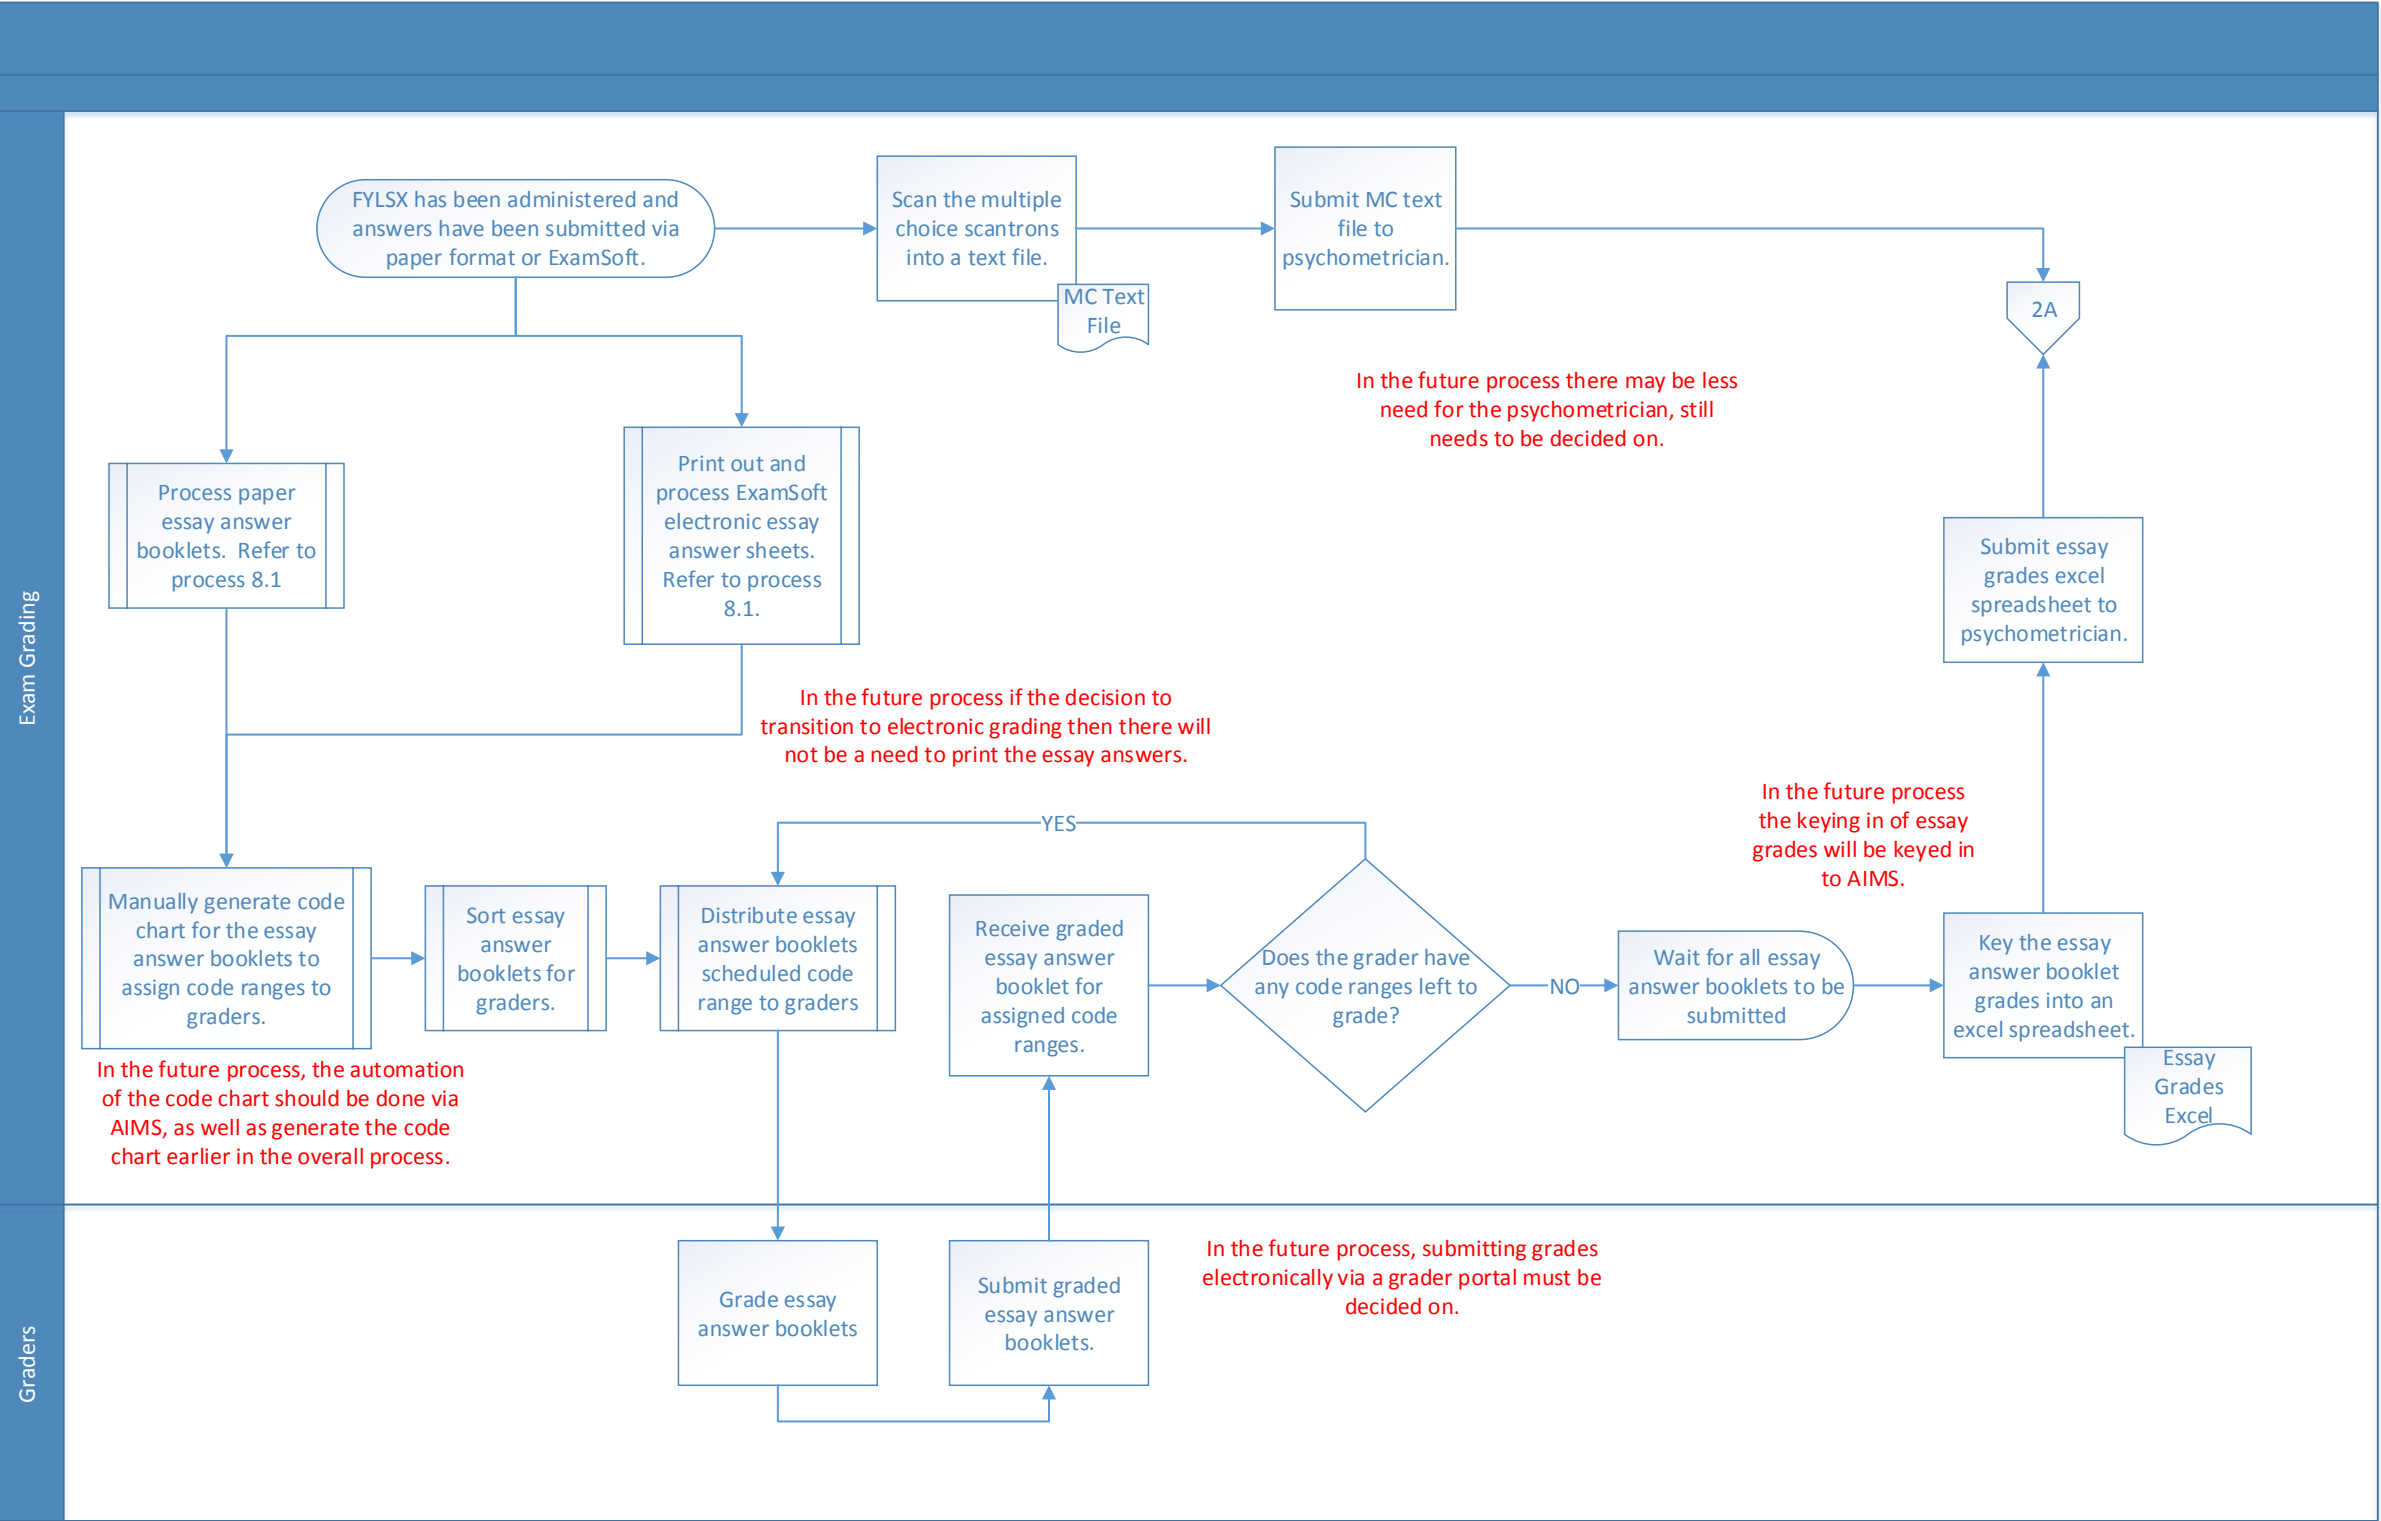 FYLSX has been administered and
answers have been submitted via
paper format or ExamSoft.
Scan the multiple
choice scantrons
into a text file.
MC Text
File
Submit MC text
file to
psychometrician.
2A
In the future process there may be less
need for the psychometrician, still
needs to be decided on.
Process paper
essay answer
booklets.  Refer to
process 8.1
Print out and
process ExamSoft
electronic essay
answer sheets.
Refer to process
8.1.
Submit essay
grades excel
spreadsheet to
psychometrician.
Exam Grading
In the future process if the decision to
transition to electronic grading then there will
not be a need to print the essay answers.
In the future process
the keying in of essay
grades will be keyed in
to AIMS.
YES
Manually generate code
chart for the essay
answer booklets to
assign code ranges to
graders.
Sort essay
answer
booklets for
graders.
Distribute essay
answer booklets
scheduled code
range to graders
Receive graded
essay answer
booklet for
assigned code
ranges.
Does the grader have
any code ranges left to
grade?
NO
Wait for all essay
answer booklets to be
submitted
Key the essay
answer booklet
grades into an
excel spreadsheet.
Essay
Grades
Excel
In the future process, the automation
of the code chart should be done via
AIMS, as well as generate the code
chart earlier in the overall process.
Graders
Grade essay
answer booklets
Submit graded
essay answer
booklets.
In the future process, submitting grades
electronically via a grader portal must be
decided on.